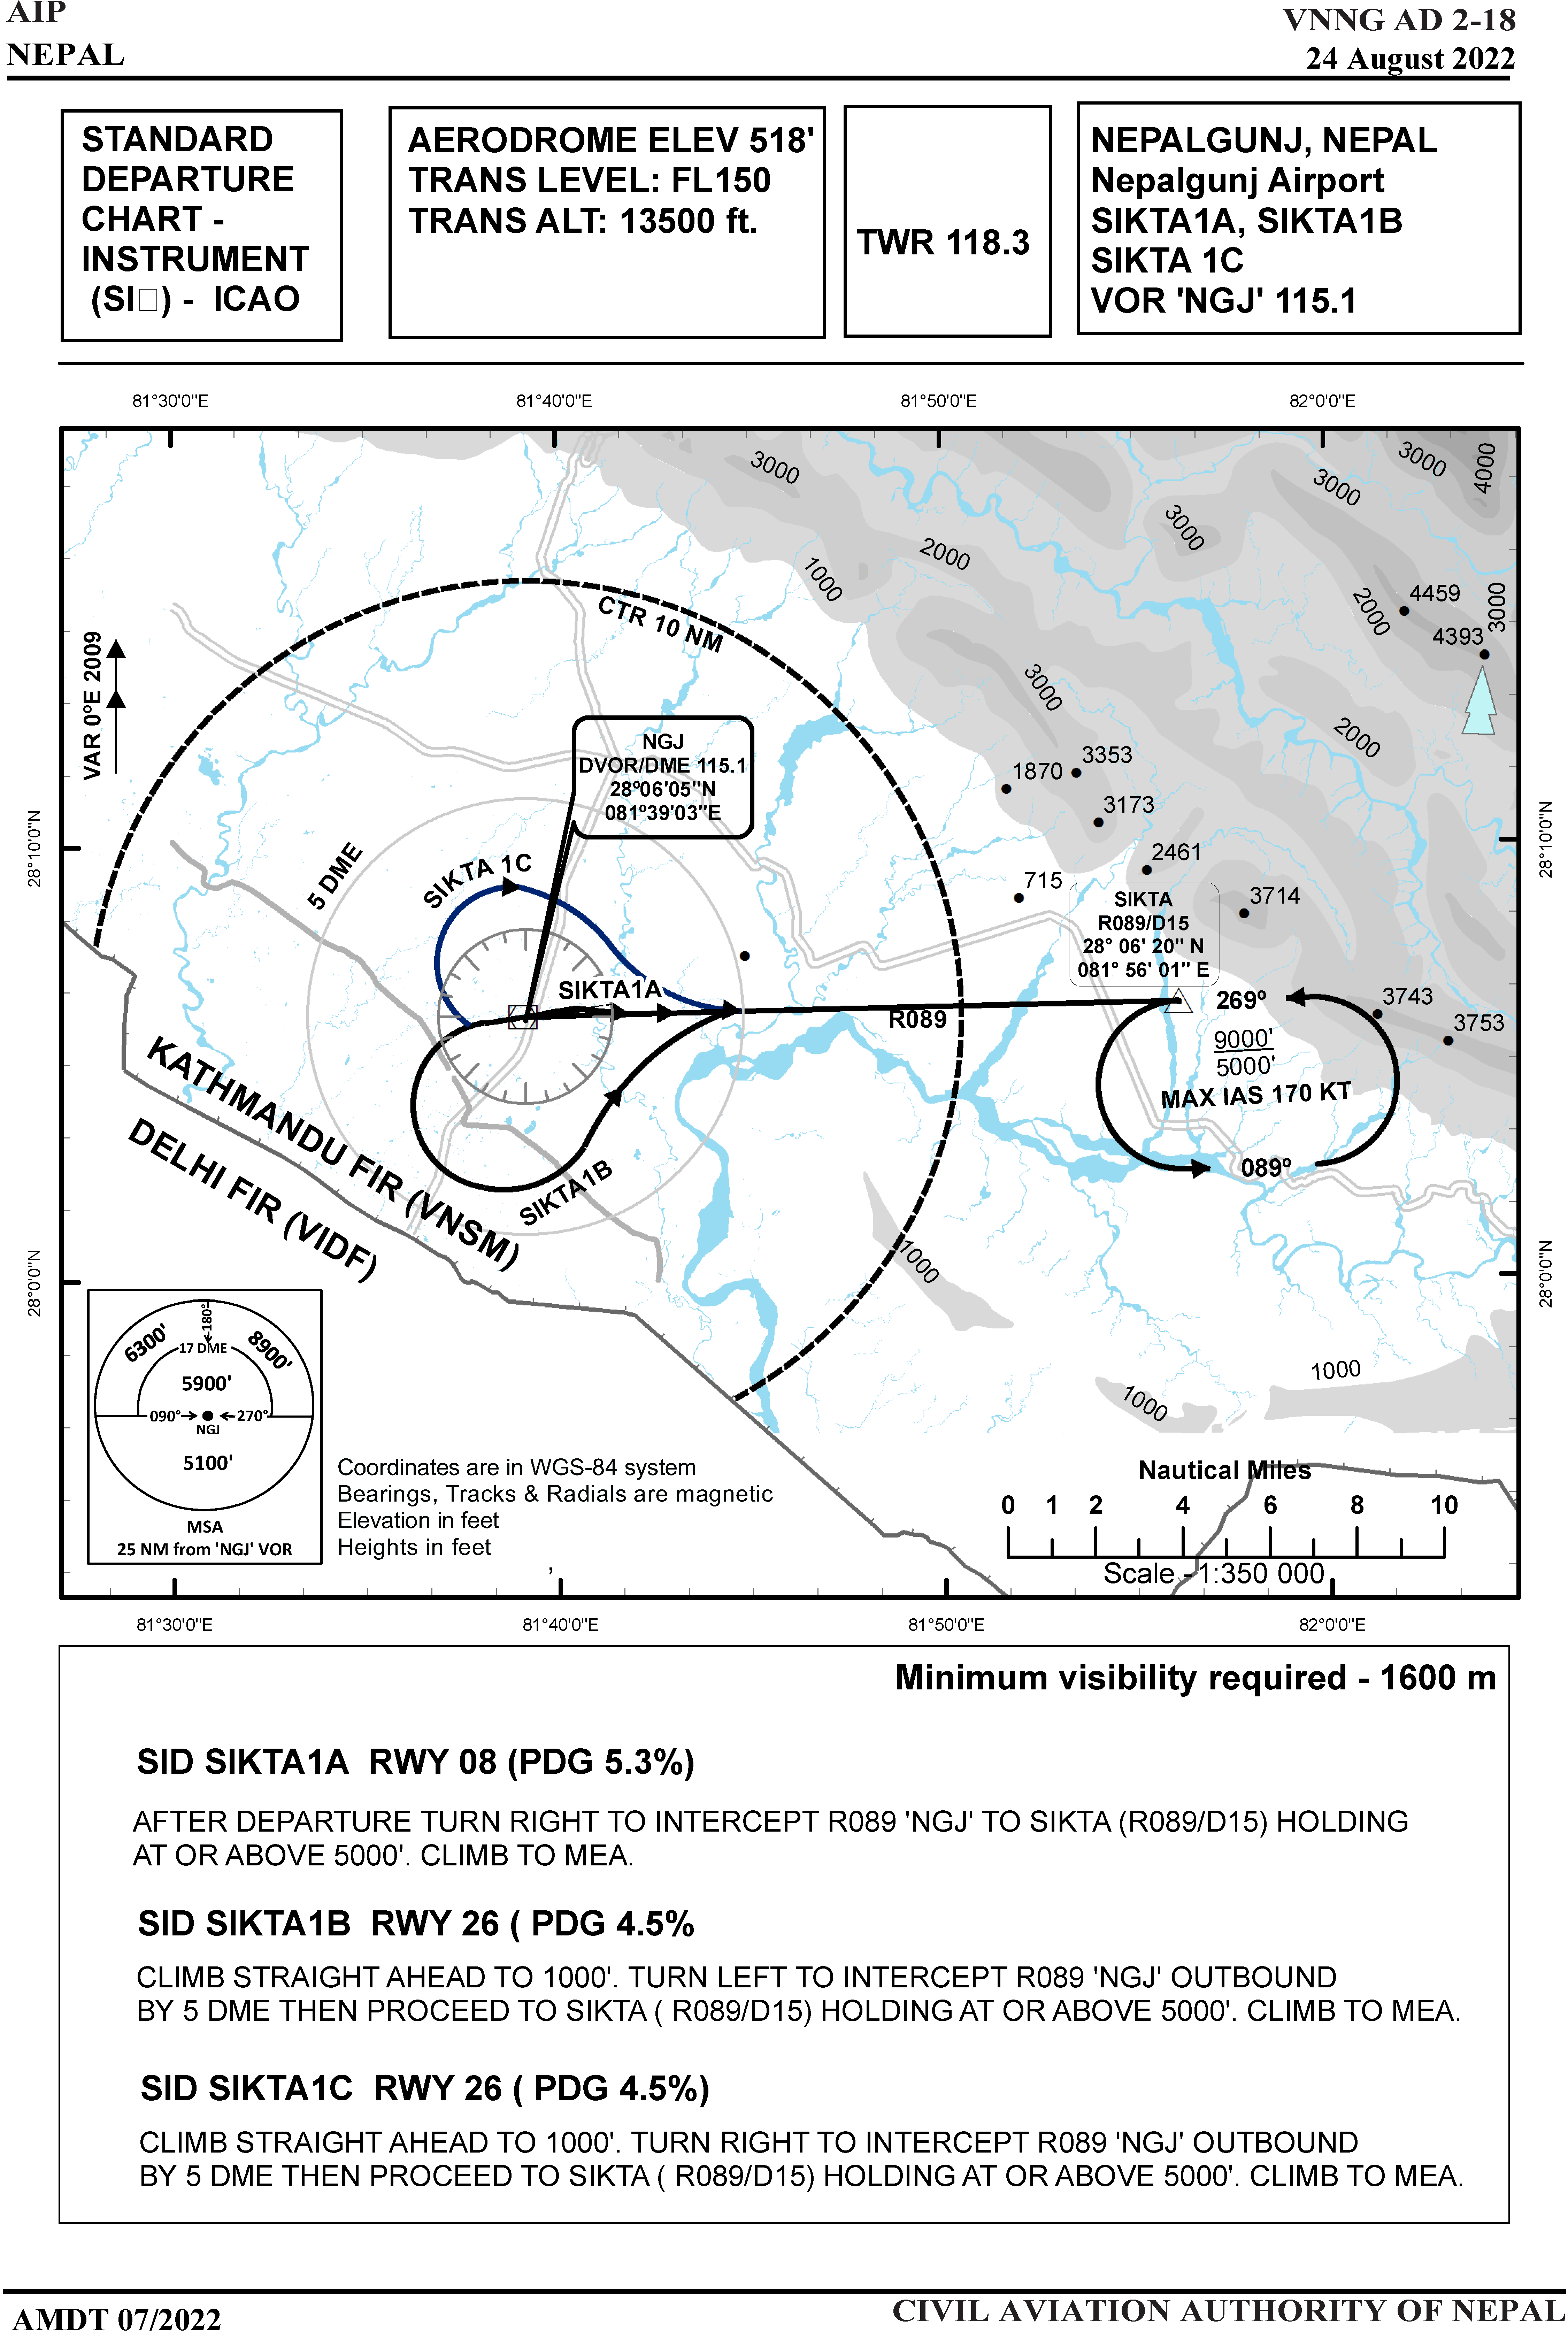 AIP
NEPAL
VNNG AD 2-18
24 August 2022
STANDARD
DEPARTURE
CHART -
INSTRUMENT
(SI□) - ICAO
AERODROME ELEV 518'
TRANS LEVEL: FL150
TRANS ALT: 13500 ft.
TWR 118.3
NEPALGUNJ, NEPAL
Nepalgunj Airport
SIKTA1A, SIKTA1B
SIKTA 1C
VOR 'NGJ' 115.1
81°30'0"E
81°40'0"E
81°50'0"E
82°0'0"E
3000
3000
3000
4000
3000
2000
1000
2000
4459
3000
4393
CTR 10 NM
VAR 0°E 2009
3000
2000
NGJ
DVOR/DME 115.1
28º06'05"N
081°39'03"E
1870
3353
3173
28°10'0"N
28°10'0"N
5 DME
SIKTA 1C
2461
715
3714
SIKTA
R089/D15
28° 06' 20" N
081° 56' 01" E
SIKTA1A
R089
269º
3743
3753
9000'
5000'
MAX IAS 170 KT
089º
KATHMANDU FIR (VNSM)
DELHI FIR (VIDF)
SIKTA1B
1000
28°0'0"N
28°0'0"N
6300'
180°
8900'
17 DME
5900'
090°
270°
NGJ
5100'
MSA
25 NM from 'NGJ' VOR
1000
1000
Coordinates are in WGS-84 system
Bearings, Tracks & Radials are magnetic
Elevation in feet
Heights in feet
,
Nautical Miles
0 1 2 4 6 8 10
Scale - 1:350 000
81°30'0"E
81°40'0"E
81°50'0"E
82°0'0"E
Minimum visibility required - 1600 m
SID SIKTA1A RWY 08 (PDG 5.3%)
AFTER DEPARTURE TURN RIGHT TO INTERCEPT R089 'NGJ' TO SIKTA (R089/D15) HOLDING
AT OR ABOVE 5000'. CLIMB TO MEA.
SID SIKTA1B RWY 26 ( PDG 4.5%
CLIMB STRAIGHT AHEAD TO 1000'. TURN LEFT TO INTERCEPT R089 'NGJ' OUTBOUND
BY 5 DME THEN PROCEED TO SIKTA ( R089/D15) HOLDING AT OR ABOVE 5000'. CLIMB TO MEA.
SID SIKTA1C RWY 26 ( PDG 4.5%)
CLIMB STRAIGHT AHEAD TO 1000'. TURN RIGHT TO INTERCEPT R089 'NGJ' OUTBOUND
BY 5 DME THEN PROCEED TO SIKTA ( R089/D15) HOLDING AT OR ABOVE 5000'. CLIMB TO MEA.
AMDT 07/2022
CIVIL AVIATION AUTHORITY OF NEPAL